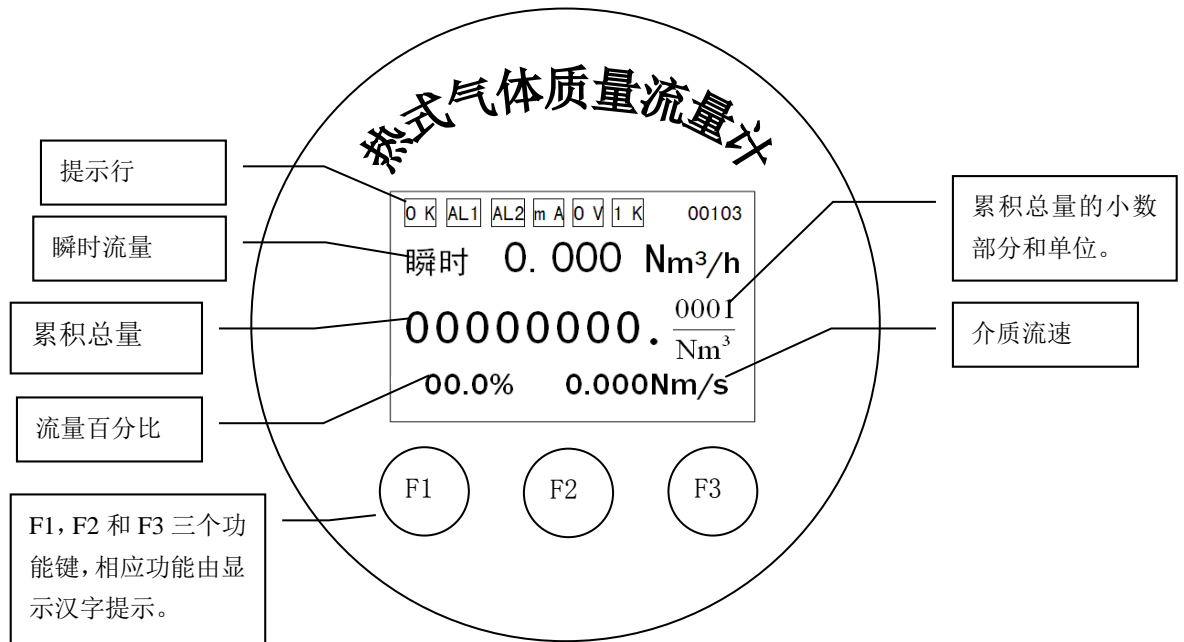 热式气体质量流量计
提示行
0 K AL1 AL2 m A 0 V 1 K 00103
瞬时流量
瞬时 0.000 Nm³/h
累积总量的小数
部分和单位。
累积总量
00000000. 0001
Nm³
介质流速
00.0% 0.000Nm/s
流量百分比
F1 F2 F3
F1，F2 和 F3 三个功
能键，相应功能由显
示汉字提示。